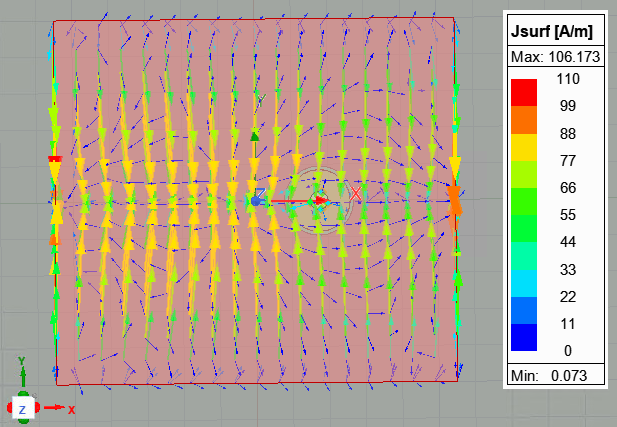 Jsurf [A/m]
Max: 106.173
110
99
88
77
66
55
44
33
22
11
0
Min: 0.073
Z
X
Y
Z
X